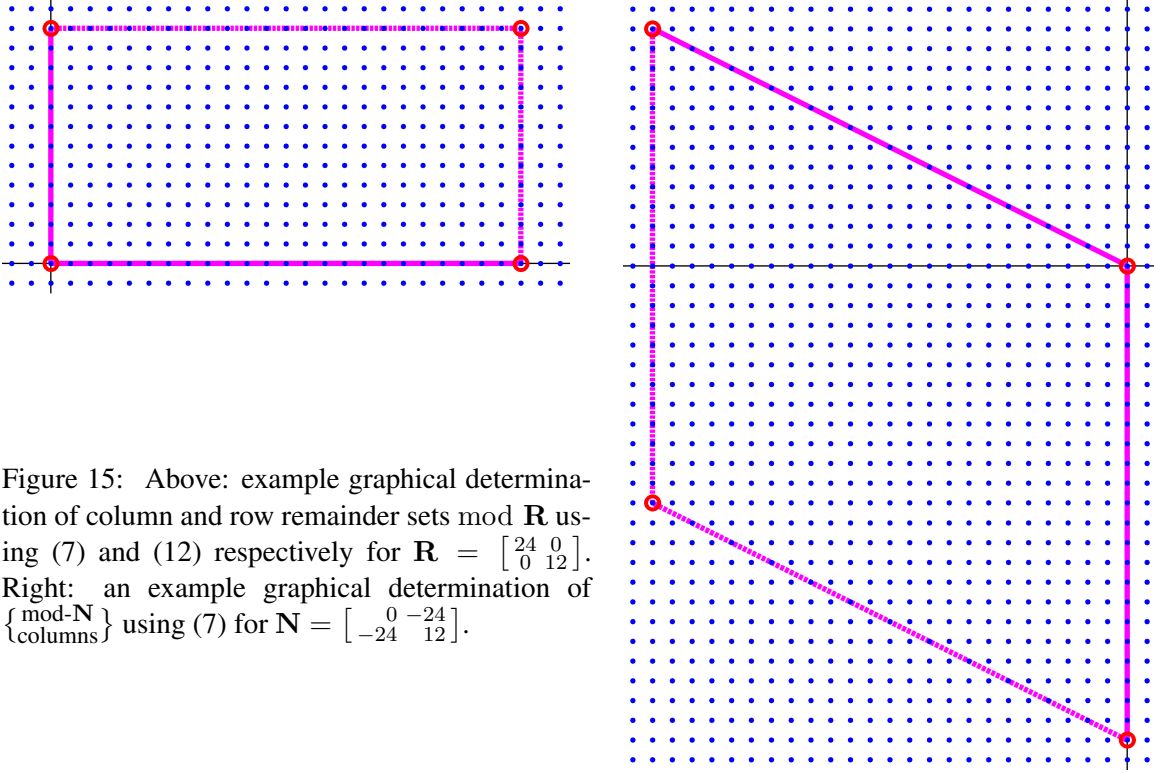 Figure 15: Above: example graphical determina-
tion of column and row remainder sets mod R us-
ing (7) and (12) respectively for R = [ 24 0 ; 0 12 ].
Right: an example graphical determination of
{ mod-N columns } using (7) for N = [ 0 −24 ; −24 12 ].